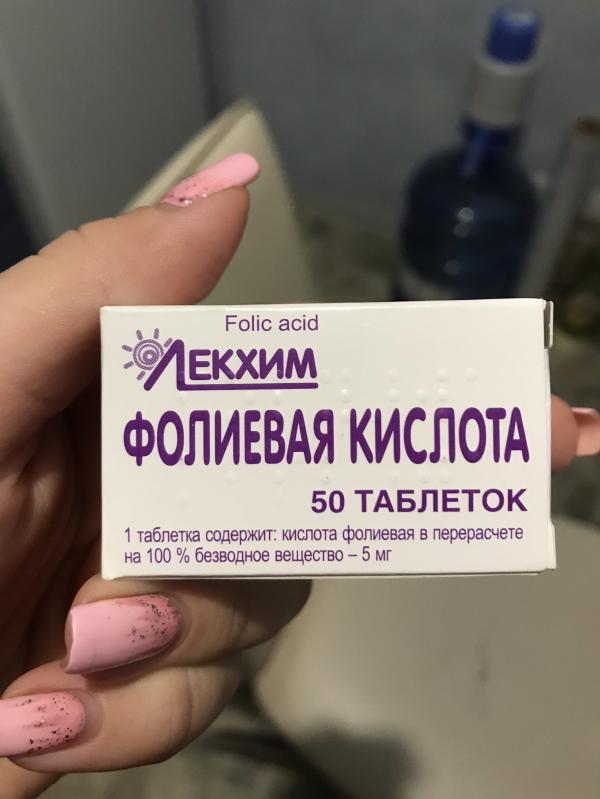 Folic acid
ЛЕКХИМ
ФОЛИЕВАЯ КИСЛОТА
50 ТАБЛЕТОК
1 таблетка содержит: кислота фолиевая в перерасчете
на 100 % безводное вещество – 5 мг